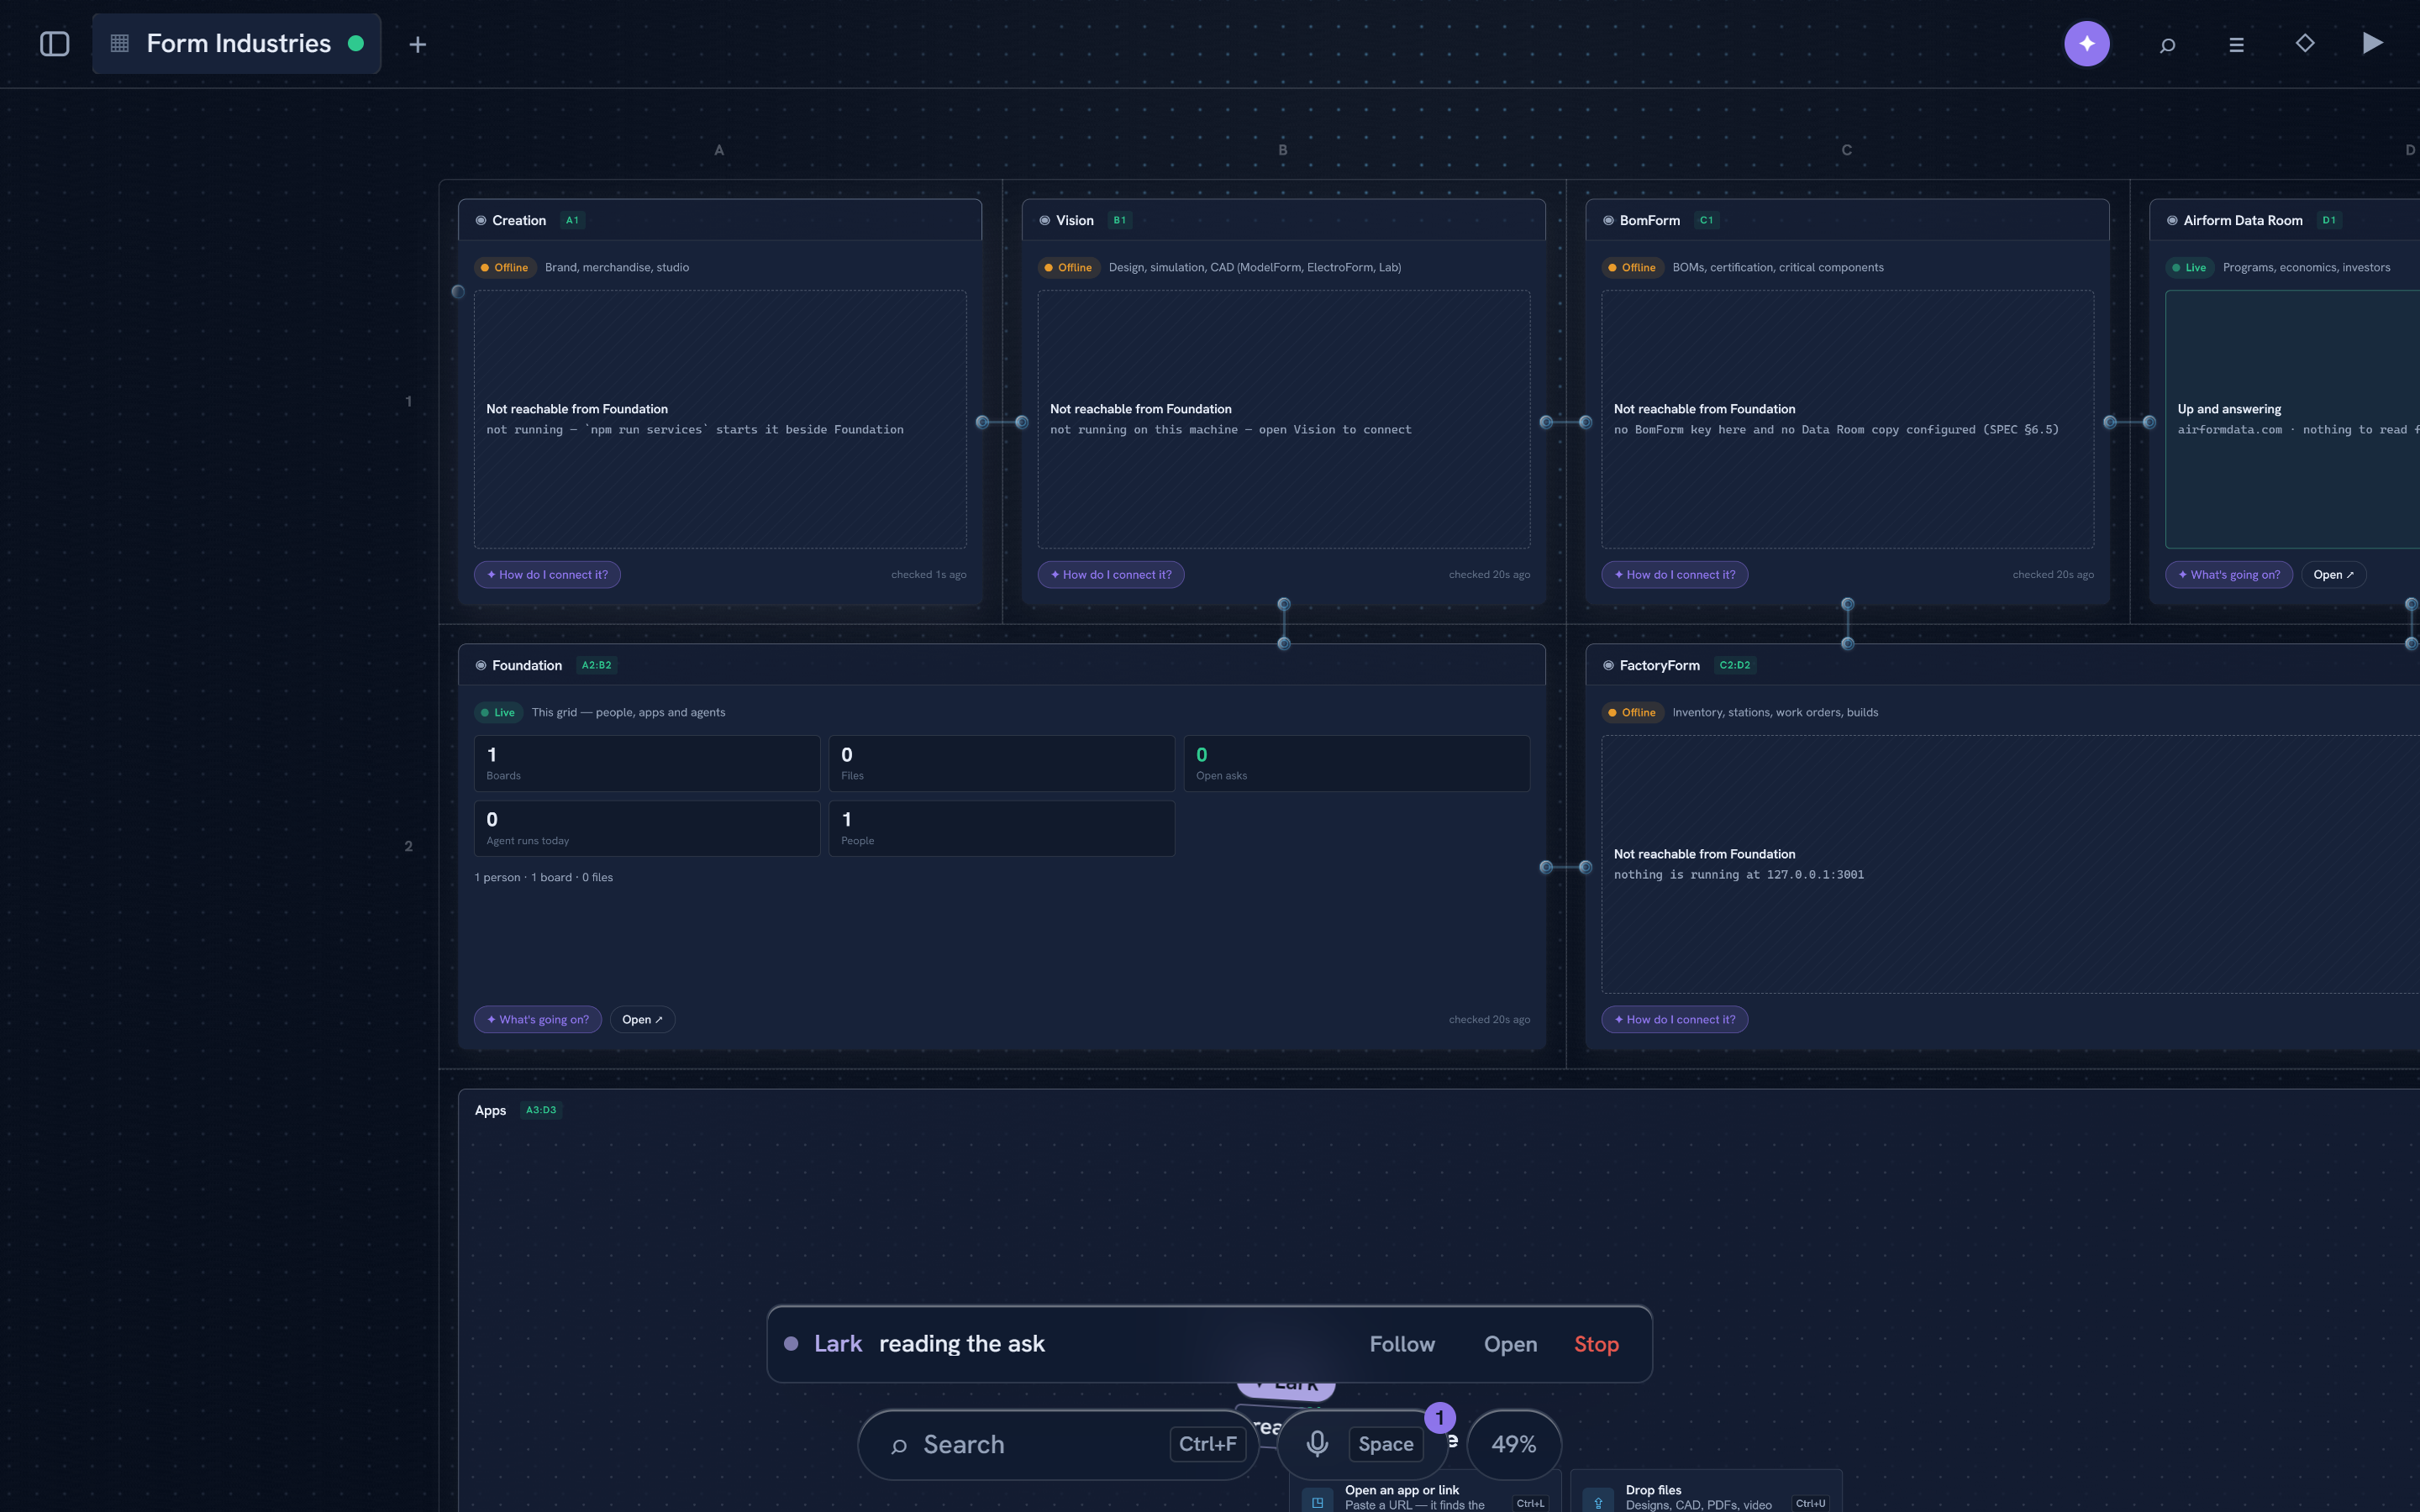 Form Industries
A
B
C
D
1
Creation A1
Offline Brand, merchandise, studio
Not reachable from Foundation
not running — `npm run services` starts it beside Foundation
✦ How do I connect it? checked 1s ago
Vision B1
Offline Design, simulation, CAD (ModelForm, ElectroForm, Lab)
Not reachable from Foundation
not running on this machine — open Vision to connect
✦ How do I connect it? checked 20s ago
BomForm C1
Offline BOMs, certification, critical components
Not reachable from Foundation
no BomForm key here and no Data Room copy configured (SPEC §6.5)
✦ How do I connect it? checked 20s ago
Airform Data Room D1
Live Programs, economics, investors
Up and answering
airformdata.com · nothing to read
✦ What's going on? Open ↗
2
Foundation A2:B2
Live This grid — people, apps and agents
1
Boards
0
Files
0
Open asks
0
Agent runs today
1
People
1 person · 1 board · 0 files
✦ What's going on? Open ↗ checked 20s ago
FactoryForm C2:D2
Offline Inventory, stations, work orders, builds
Not reachable from Foundation
nothing is running at 127.0.0.1:3001
✦ How do I connect it?
Apps A3:D3
Lark reading the ask Follow Open Stop
Lark
Search Ctrl+F
Space 1
49%
Open an app or link
Paste a URL — it finds the Ctrl+L
Drop files
Designs, CAD, PDFs, video Ctrl+U